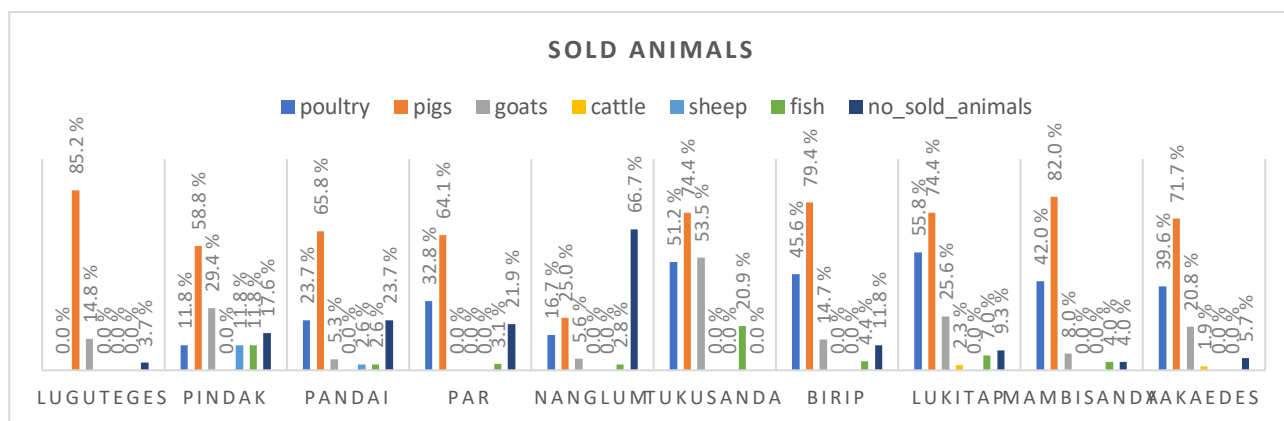 SOLD ANIMALS
poultry pigs goats cattle sheep fish no_sold_animals
0.0 % 85.2 % 14.8 % 0.0 % 0.0 % 0.0 % 3.7 %
11.8 % 58.8 % 29.4 % 0.0 % 11.8 % 11.8 % 17.6 %
23.7 % 65.8 % 5.3 % 0.0 % 2.6 % 2.6 % 23.7 %
32.8 % 64.1 % 0.0 % 0.0 % 0.0 % 3.1 % 21.9 %
16.7 % 25.0 % 5.6 % 0.0 % 0.0 % 2.8 % 66.7 %
51.2 % 74.4 % 53.5 % 0.0 % 0.0 % 20.9 % 0.0 %
45.6 % 79.4 % 14.7 % 0.0 % 0.0 % 4.4 % 11.8 %
55.8 % 74.4 % 25.6 % 2.3 % 0.0 % 7.0 % 9.3 %
42.0 % 82.0 % 8.0 % 0.0 % 0.0 % 4.0 % 4.0 %
39.6 % 71.7 % 20.8 % 1.9 % 0.0 % 0.0 % 5.7 %
LUGUTEGES PINDAK PANDAI PAR NANGLUM TUKUSANDA BIRIP LUKITAP MAMBISANDA